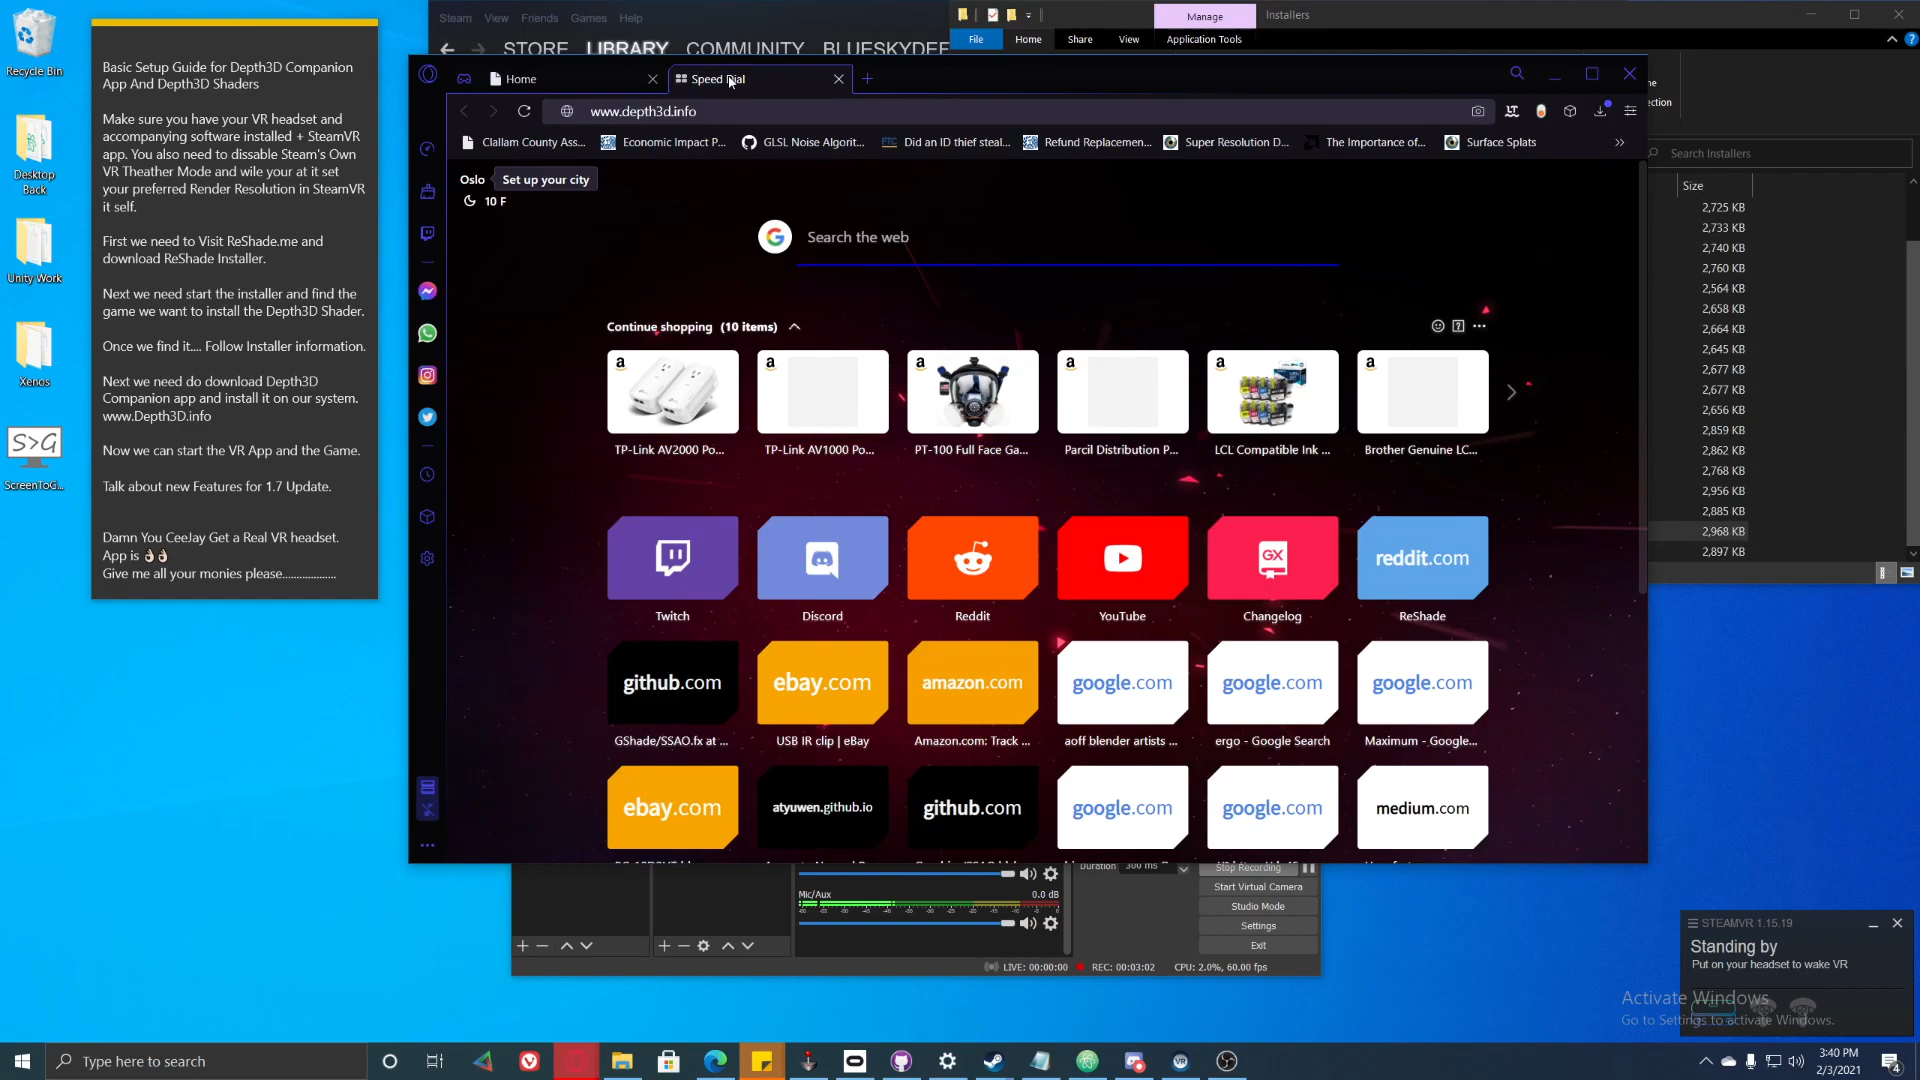 Recycle Bin
Desktop Back
Unity Work
Xenos
S>G
ScreenToG...
Basic Setup Guide for Depth3D Companion
App And Depth3D Shaders
Make sure you have your VR headset and
accompanying software installed + SteamVR
app. You also need to dissable Steam's Own
VR Theather Mode and wile your at it set
your preferred Render Resolution in SteamVR
it self.
First we need to Visit ReShade.me and
download ReShade Installer.
Next we need start the installer and find the
game we want to install the Depth3D Shader.
Once we find it.... Follow Installer information.
Next we need do download Depth3D
Companion app and install it on our system.
www.Depth3D.info
Now we can start the VR App and the Game.
Talk about new Features for 1.7 Update.
Damn You CeeJay Get a Real VR headset.
App is 👌🏻👌🏻
Give me all your monies please...................
Steam View Friends Games Help
STORE LIBRARY COMMUNITY BLUESKYDEF
Manage
Installers
File Home Share View Application Tools
Search Installers
Size
2,725 KB
2,733 KB
2,740 KB
2,760 KB
2,564 KB
2,658 KB
2,664 KB
2,645 KB
2,677 KB
2,677 KB
2,656 KB
2,859 KB
2,862 KB
2,768 KB
2,956 KB
2,885 KB
2,968 KB
2,897 KB
Home
Speed Dial
www.depth3d.info
Clallam County Ass...
Economic Impact P...
GLSL Noise Algorit...
FTC Did an ID thief steal...
Refund Replacemen...
Super Resolution D...
The Importance of...
Surface Splats
Oslo
Set up your city
10 F
Search the web
Continue shopping (10 items)
TP-Link AV2000 Po...
TP-Link AV1000 Po...
PT-100 Full Face Ga...
Parcil Distribution P...
LCL Compatible Ink ...
Brother Genuine LC...
GX
reddit.com
Twitch
Discord
Reddit
YouTube
Changelog
ReShade
github.com
ebay.com
amazon.com
google.com
google.com
google.com
GShade/SSAO.fx at ...
USB IR clip | eBay
Amazon.com: Track ...
aoff blender artists ...
ergo - Google Search
Maximum - Google...
ebay.com
atyuwen.github.io
github.com
google.com
google.com
medium.com
Duration 300 ms
Stop Recording
Mic/Aux
0.0 dB
Start Virtual Camera
Studio Mode
Settings
Exit
LIVE: 00:00:00
REC: 00:03:02
CPU: 2.0%, 60.00 fps
STEAMVR 1.15.19
Standing by
Put on your headset to wake VR
Activate Windows
Go to Settings to activate Windows.
Type here to search
3:40 PM
2/3/2021
4